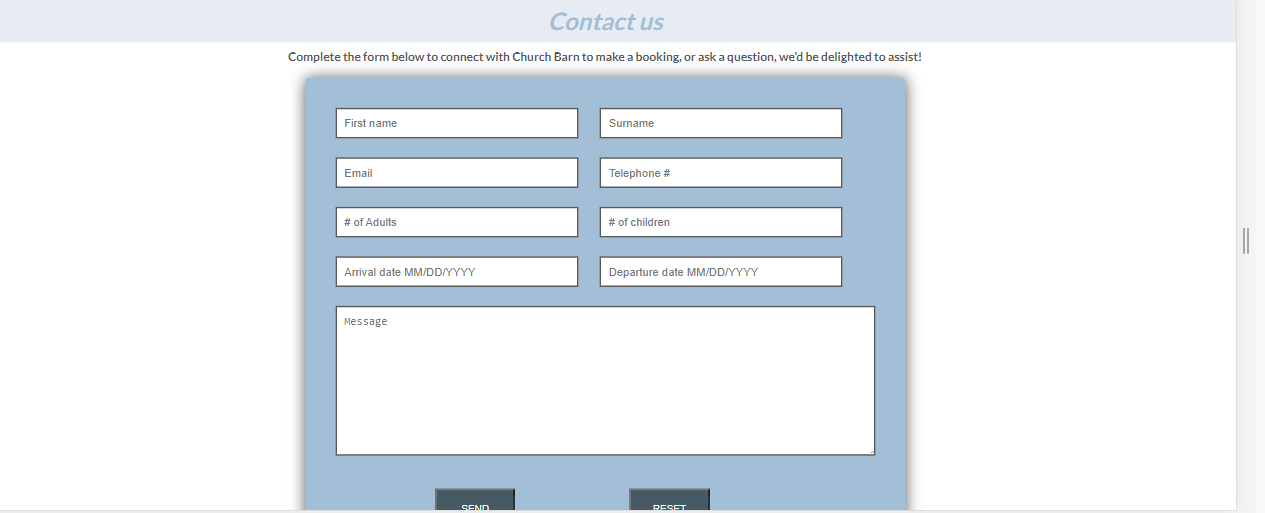 Contact us
Complete the form below to connect with Church Barn to make a booking, or ask a question, we'd be delighted to assist!
First name
Surname
Email
Telephone #
# of Adults
# of children
Arrival date MM/DD/YYYY
Departure date MM/DD/YYYY
Message
SEND
RESET